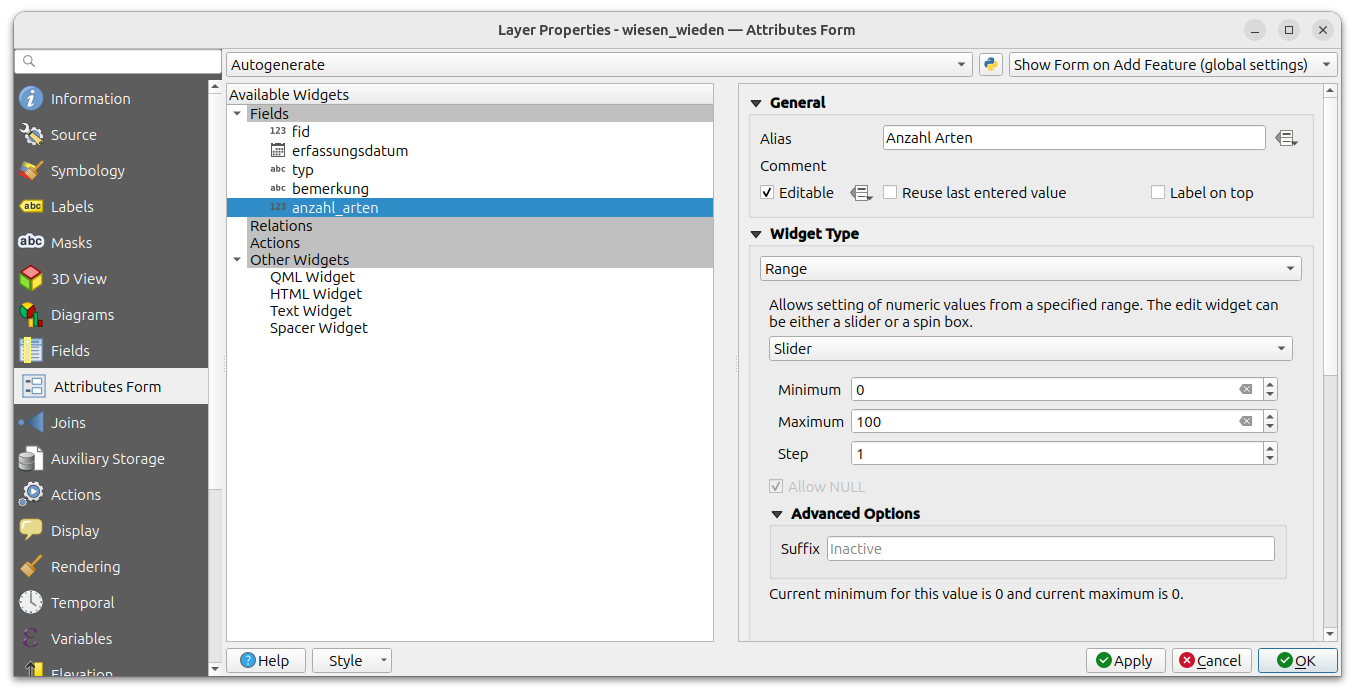 Layer Properties - wiesen_wieden — Attributes Form
Autogenerate
Show Form on Add Feature (global settings)
Information
Source
Symbology
abc Labels
abc Masks
3D View
Diagrams
Fields
Attributes Form
Joins
Auxiliary Storage
Actions
Display
Rendering
Temporal
Variables
Elevation
Available Widgets
Fields
123 fid
erfassungsdatum
abc typ
abc bemerkung
123 anzahl_arten
Relations
Actions
Other Widgets
QML Widget
HTML Widget
Text Widget
Spacer Widget
General
Alias Anzahl Arten
Comment
Editable Reuse last entered value Label on top
Widget Type
Range
Allows setting of numeric values from a specified range. The edit widget can
be either a slider or a spin box.
Slider
Minimum 0
Maximum 100
Step 1
Allow NULL
Advanced Options
Suffix Inactive
Current minimum for this value is 0 and current maximum is 0.
Help Style Apply Cancel OK